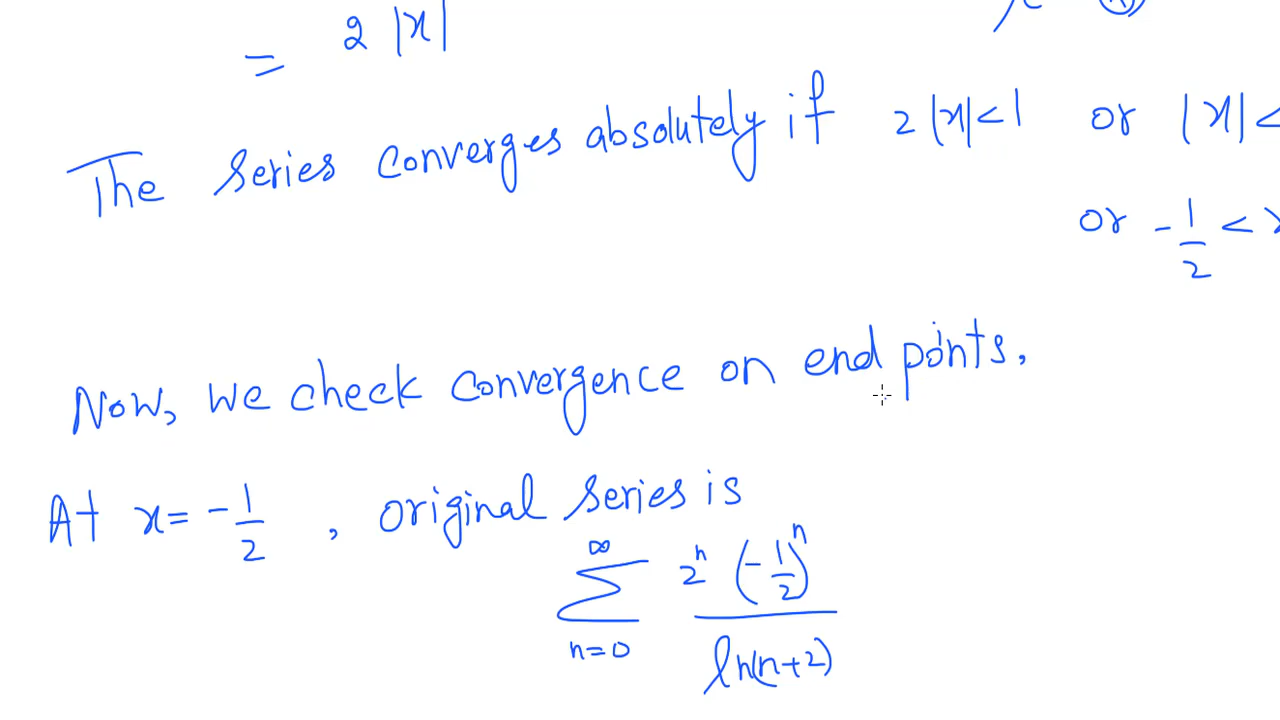 = 2 |x|
The series converges absolutely if 2|x|<1 or |x|<
or -1/2 <
Now, we check convergence on end points.
At x = -1/2 , original series is
∑_{n=0}^{∞} 2^n (-1/2)^n / ln(n+2)